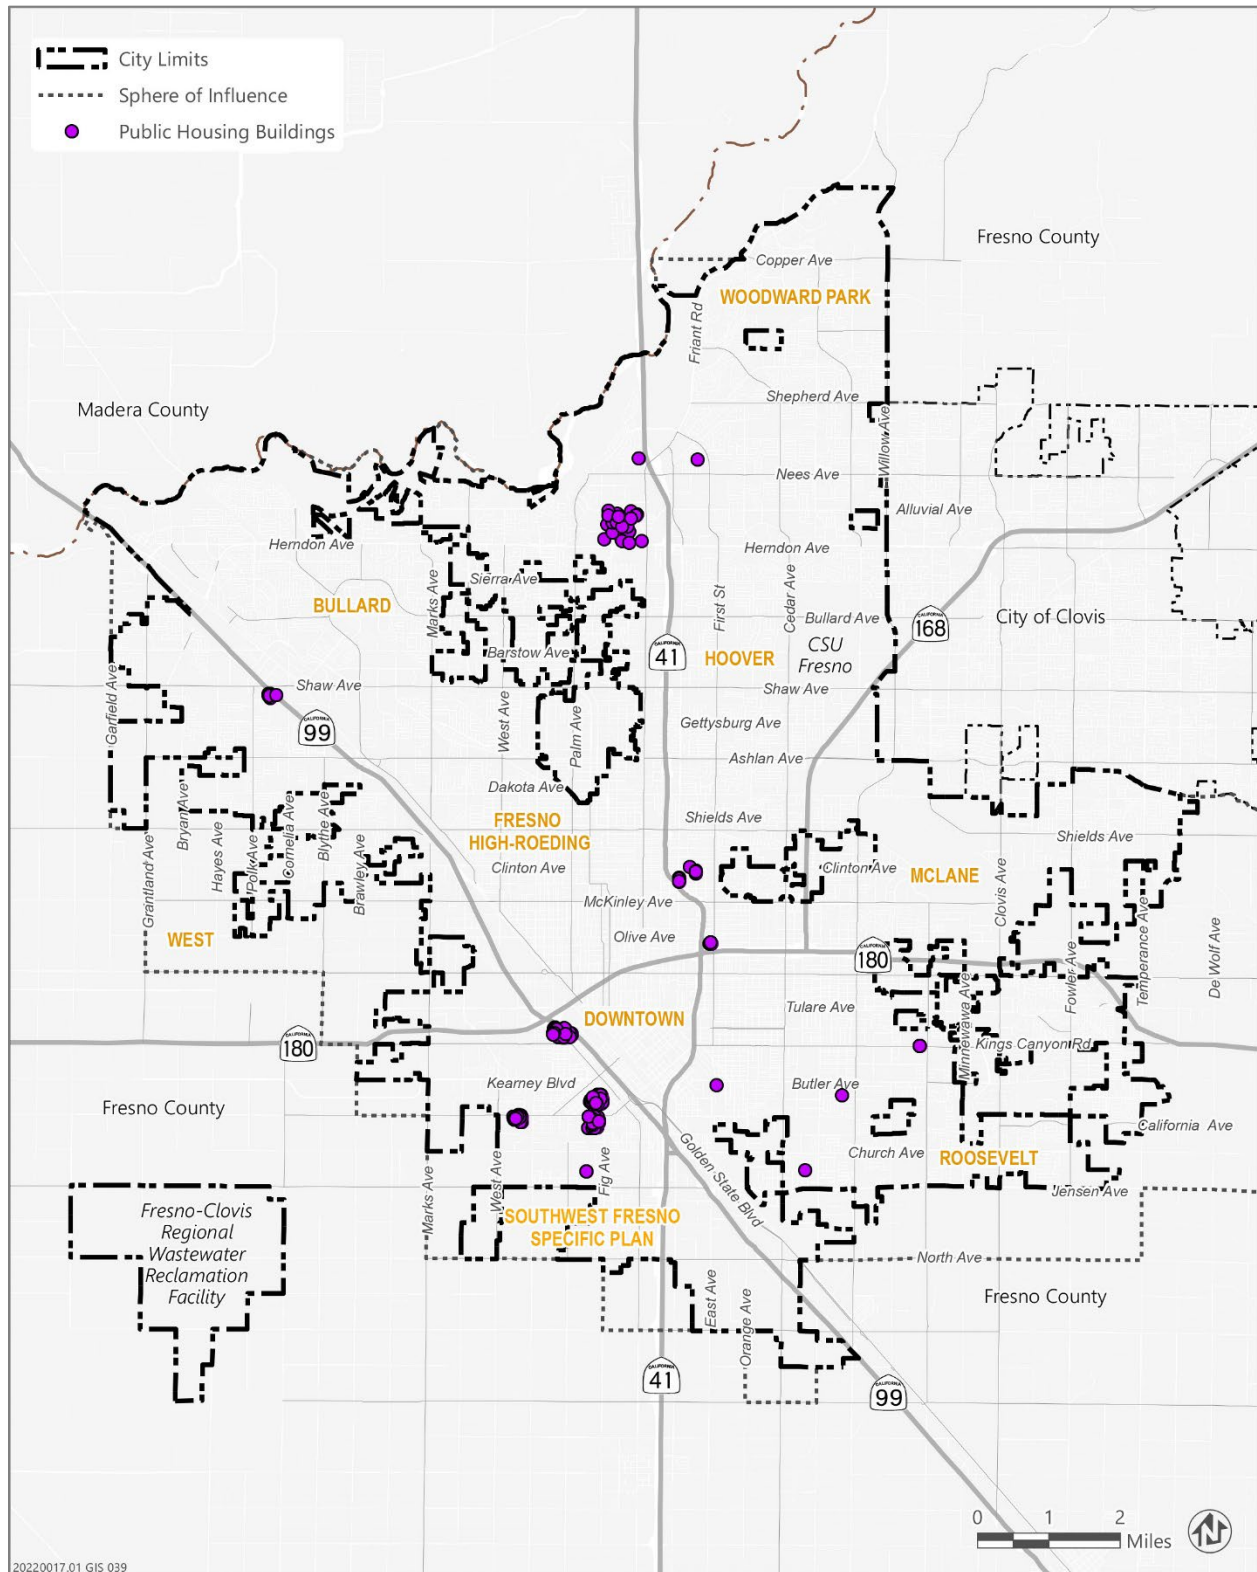 City Limits
Sphere of Influence
Public Housing Buildings
Fresno County
Copper Ave
WOODWARD PARK
Friant Rd
Madera County
Shepherd Ave
Willow Ave
Nees Ave
Alluvial Ave
Herndon Ave
Herndon Ave
Sierra Ave
BULLARD
Marks Ave
First St
Cedar Ave
Bullard Ave
CALIFORNIA
168
City of Clovis
Barstow Ave
CALIFORNIA
41
HOOVER
CSU
Fresno
Garfield Ave
Shaw Ave
Shaw Ave
CALIFORNIA
99
West Ave
Palm Ave
Gettysburg Ave
Ashlan Ave
Dakota Ave
Bryan Ave
Hayes Ave
Polk Ave
Cornelia Ave
Blythe Ave
Brawley Ave
Grantland Ave
FRESNO
HIGH-ROEDING
Shields Ave
Shields Ave
Clinton Ave
Clinton Ave
MCLANE
Clovis Ave
McKinley Ave
WEST
Olive Ave
CALIFORNIA
180
Fowler Ave
Temperance Ave
De Wolf Ave
DOWNTOWN
Tulare Ave
Minnewawa Ave
Kings Canyon Rd
CALIFORNIA
180
Kearney Blvd
Butler Ave
Fresno County
California Ave
Golden State Blvd
Church Ave
ROOSEVELT
Marks Ave
West Ave
Fig Ave
Jensen Ave
Fresno-Clovis
Regional
Wastewater
Reclamation
Facility
SOUTHWEST FRESNO
SPECIFIC PLAN
North Ave
East Ave
Orange Ave
Fresno County
CALIFORNIA
41
CALIFORNIA
99
0 1 2
Miles
N
20220017.01 GIS 039